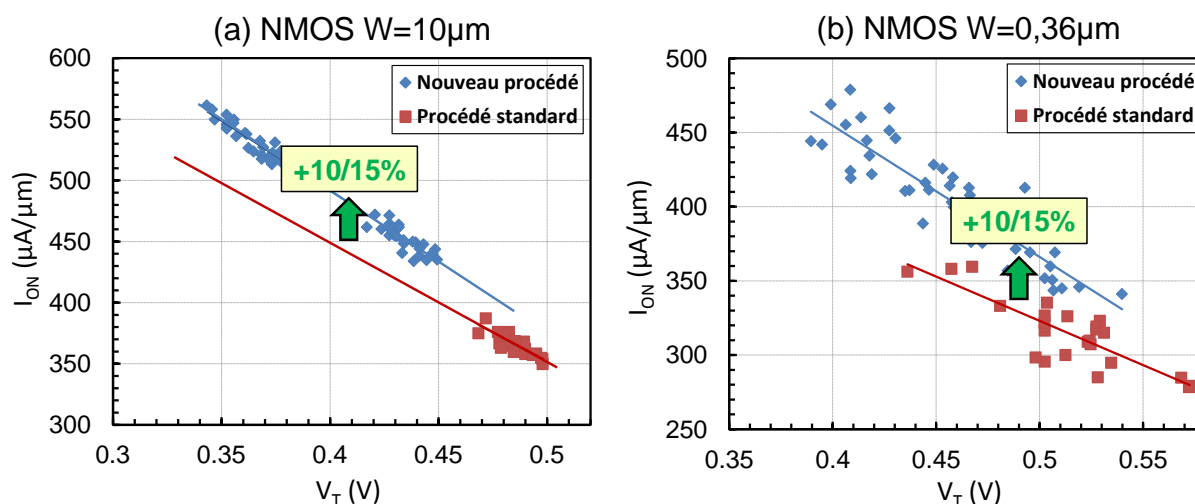 (a) NMOS W=10µm
600
550
500
450
400
350
300
0.3
0.35
0.4
0.45
0.5
I_ON (µA/µm)
V_T (V)
Nouveau procédé
Procédé standard
+10/15%
(b) NMOS W=0,36µm
500
450
400
350
300
250
0.35
0.4
0.45
0.5
0.55
I_ON (µA/µm)
V_T (V)
Nouveau procédé
Procédé standard
+10/15%